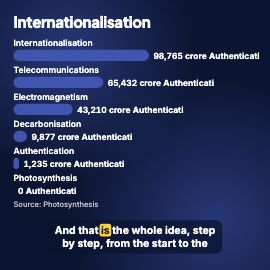 Internationalisation
Internationalisation
98,765 crore Authenticati
Telecommunications
65,432 crore Authenticati
Electromagnetism
43,210 crore Authenticati
Decarbonisation
9,877 crore Authenticati
Authentication
1,235 crore Authenticati
Photosynthesis
0 Authenticati
Source: Photosynthesis
And that is the whole idea, step
by step, from the start to the